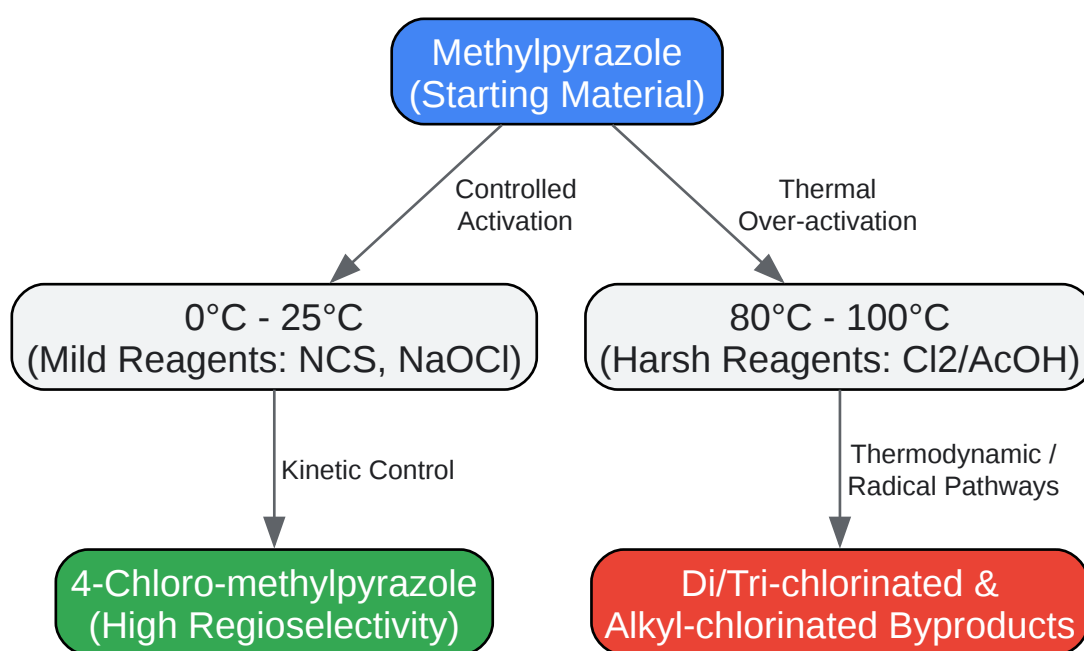 Methylpyrazole
(Starting Material)
Controlled
Activation
Thermal
Over-activation
0°C - 25°C
(Mild Reagents: NCS, NaOCl)
80°C - 100°C
(Harsh Reagents: Cl2/AcOH)
Kinetic Control
Thermodynamic /
Radical Pathways
4-Chloro-methylpyrazole
(High Regioselectivity)
Di/Tri-chlorinated &
Alkyl-chlorinated Byproducts